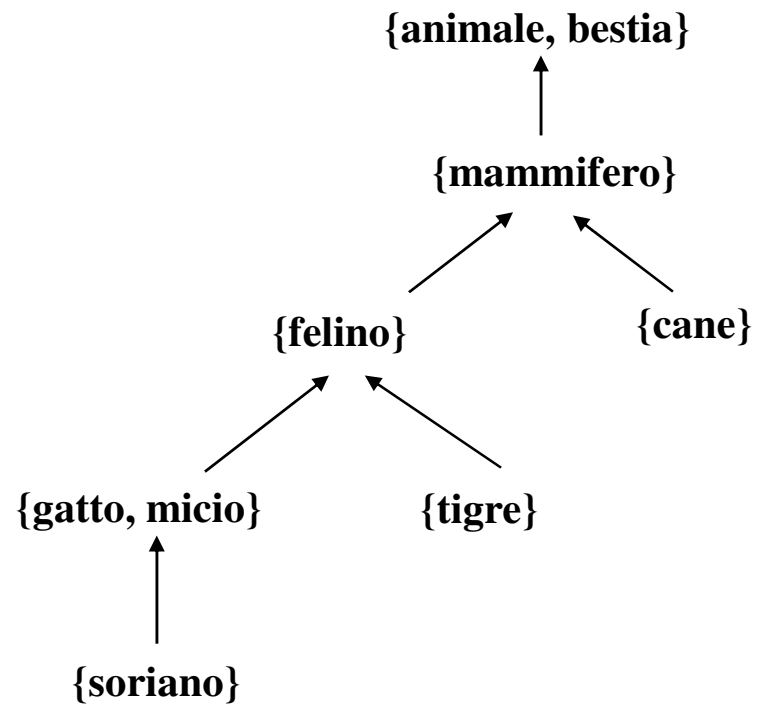 {animale, bestia}
{mammifero}
{felino}
{cane}
{gatto, micio}
{tigre}
{soriano}